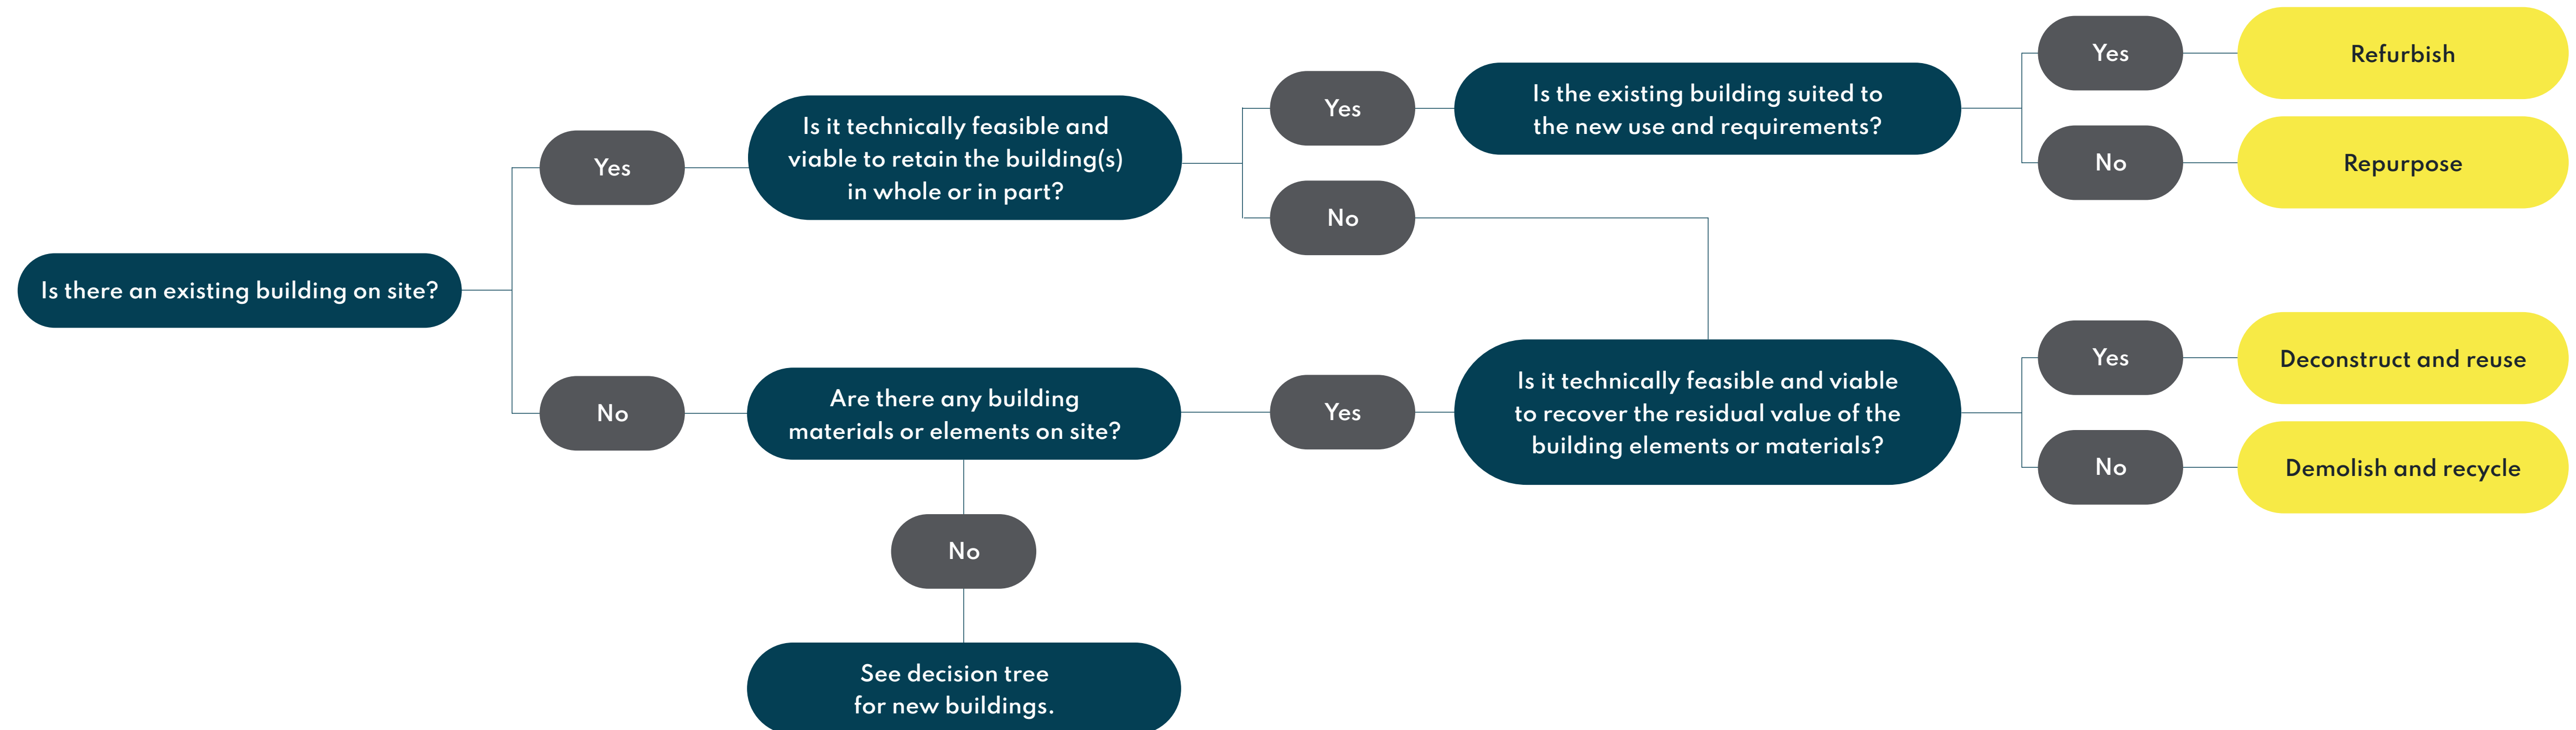 Is there an existing building on site?
Yes
Is it technically feasible and
viable to retain the building(s)
in whole or in part?
Yes
Is the existing building suited to
the new use and requirements?
Yes
Refurbish
No
Repurpose
No
No
Are there any building
materials or elements on site?
Yes
Is it technically feasible and viable
to recover the residual value of the
building elements or materials?
Yes
Deconstruct and reuse
No
Demolish and recycle
No
See decision tree
for new buildings.